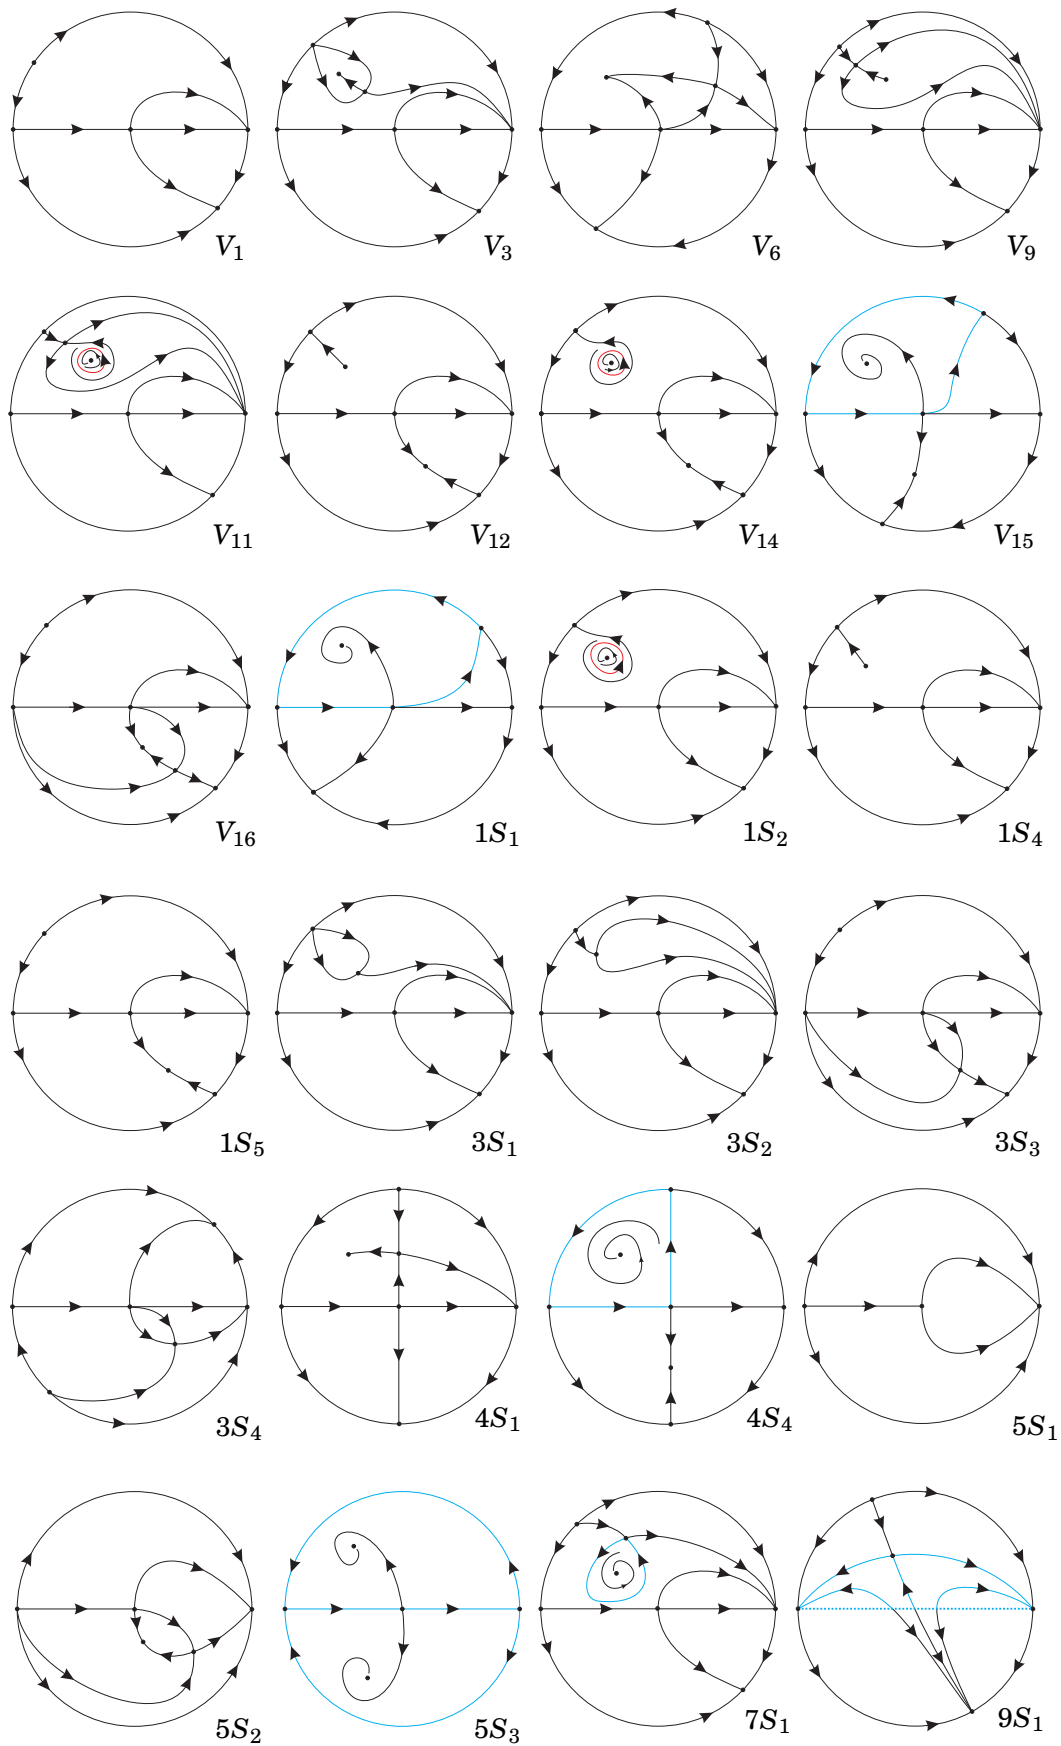 V₁ V₃ V₆ V₉
V₁₁ V₁₂ V₁₄ V₁₅
V₁₆ 1S₁ 1S₂ 1S₄
1S₅ 3S₁ 3S₂ 3S₃
3S₄ 4S₁ 4S₄ 5S₁
5S₂ 5S₃ 7S₁ 9S₁